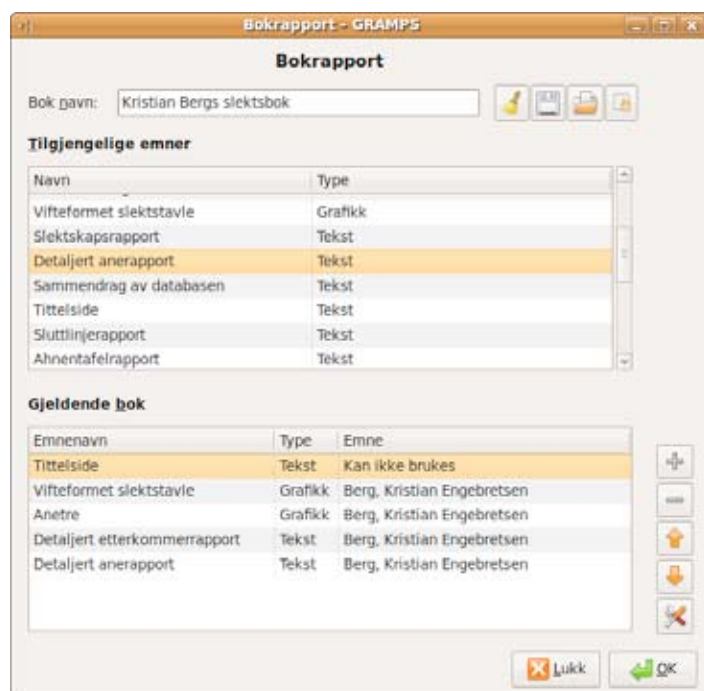 Bokrapport - GRAMPS
Bokrapport
Bok navn: Kristian Bergs slektsbok
Tilgjengelige emner
Navn Type
Vifteformet slektstavle Grafikk
Slektskapsrapport Tekst
Detaljert anerapport Tekst
Sammendrag av databasen Tekst
Tittelside Tekst
Sluttlinjerapport Tekst
Ahnentafelrapport Tekst
Gjeldende bok
Emnenavn Type Emne
Tittelside Tekst Kan ikke brukes
Vifteformet slektstavle Grafikk Berg, Kristian Engebretsen
Anetre Grafikk Berg, Kristian Engebretsen
Detaljert etterkommerrapport Tekst Berg, Kristian Engebretsen
Detaljert anerapport Tekst Berg, Kristian Engebretsen
Lukk OK